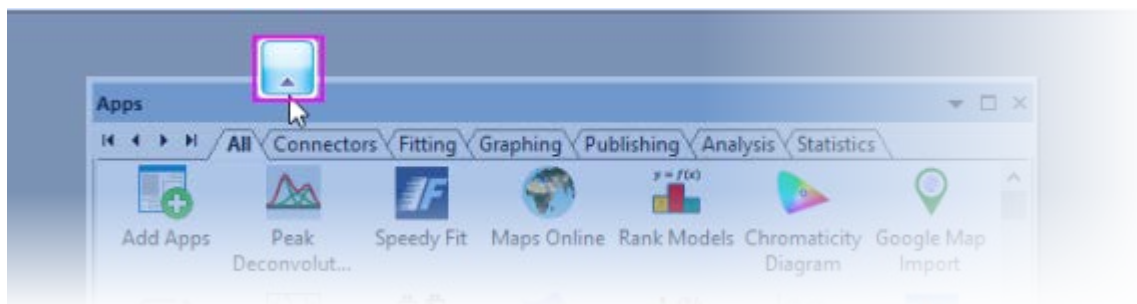 Apps
All Connectors Fitting Graphing Publishing Analysis Statistics
y = f(x)
Add Apps Peak Deconvolut... Speedy Fit Maps Online Rank Models Chromaticity Diagram Google Map Import